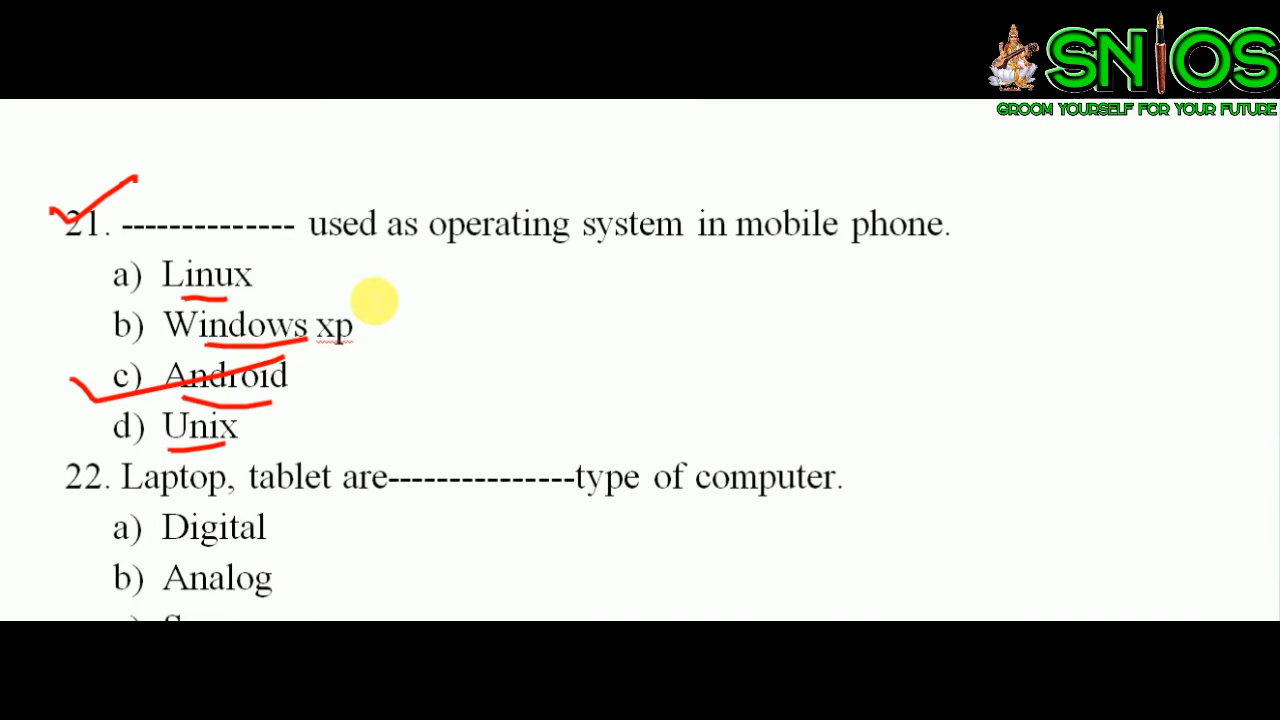 SNIOS
GROOM YOURSELF FOR YOUR FUTURE
21. -------------- used as operating system in mobile phone.
a) Linux
b) Windows xp
c) Android
d) Unix
22. Laptop, tablet are---------------type of computer.
a) Digital
b) Analog